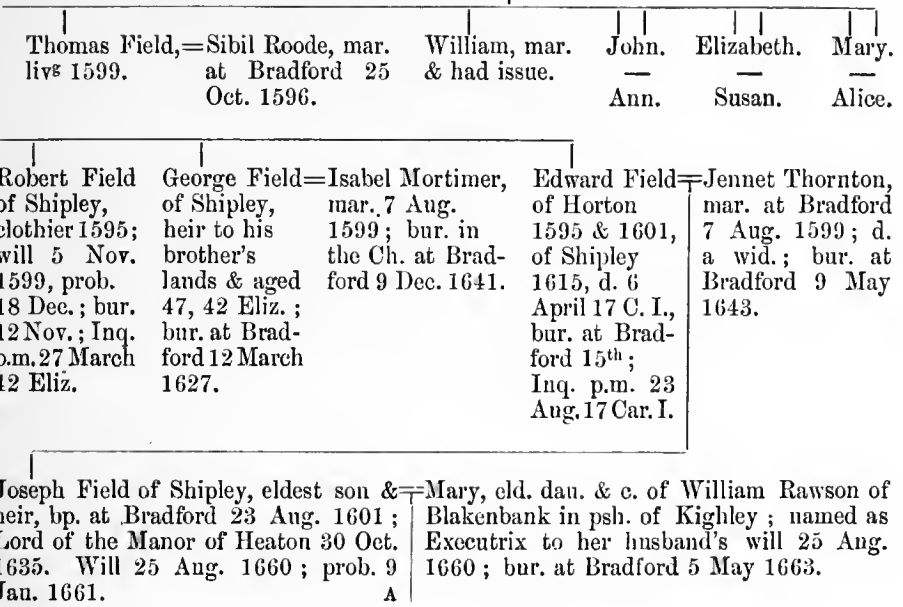 Thomas Field,=Sibil Roode, mar.
livg 1599. at Bradford 25
Oct. 1596.
William, mar.
& had issue.
John.
—
Ann.
Elizabeth.
—
Susan.
Mary.
—
Alice.
Robert Field
of Shipley,
clothier 1595;
will 5 Nov.
1599, prob.
18 Dec.; bur.
12 Nov.; Inq.
p.m. 27 March
42 Eliz.
George Field=
of Shipley,
heir to his
brother's
lands & aged
47, 42 Eliz.;
bur. at Brad-
ford 12 March
1627.
Isabel Mortimer,
mar. 7 Aug.
1599; bur. in
the Ch. at Brad-
ford 9 Dec. 1641.
Edward Field=
of Horton
1595 & 1601,
of Shipley
1615, d. 6
April 17 C. I.,
bur. at Brad-
ford 15th;
Inq. p.m. 23
Aug. 17 Car. I.
Jennet Thornton,
mar. at Bradford
7 Aug. 1599; d.
a wid.; bur. at
Bradford 9 May
1643.
Joseph Field of Shipley, eldest son &=
heir, bp. at Bradford 23 Aug. 1601;
Lord of the Manor of Heaton 30 Oct.
1635. Will 25 Aug. 1660; prob. 9
Jan. 1661. A
Mary, eld. dau. & c. of William Rawson of
Blakenbank in psh. of Kighley; named as
Executrix to her husband's will 25 Aug.
1660; bur. at Bradford 5 May 1663.